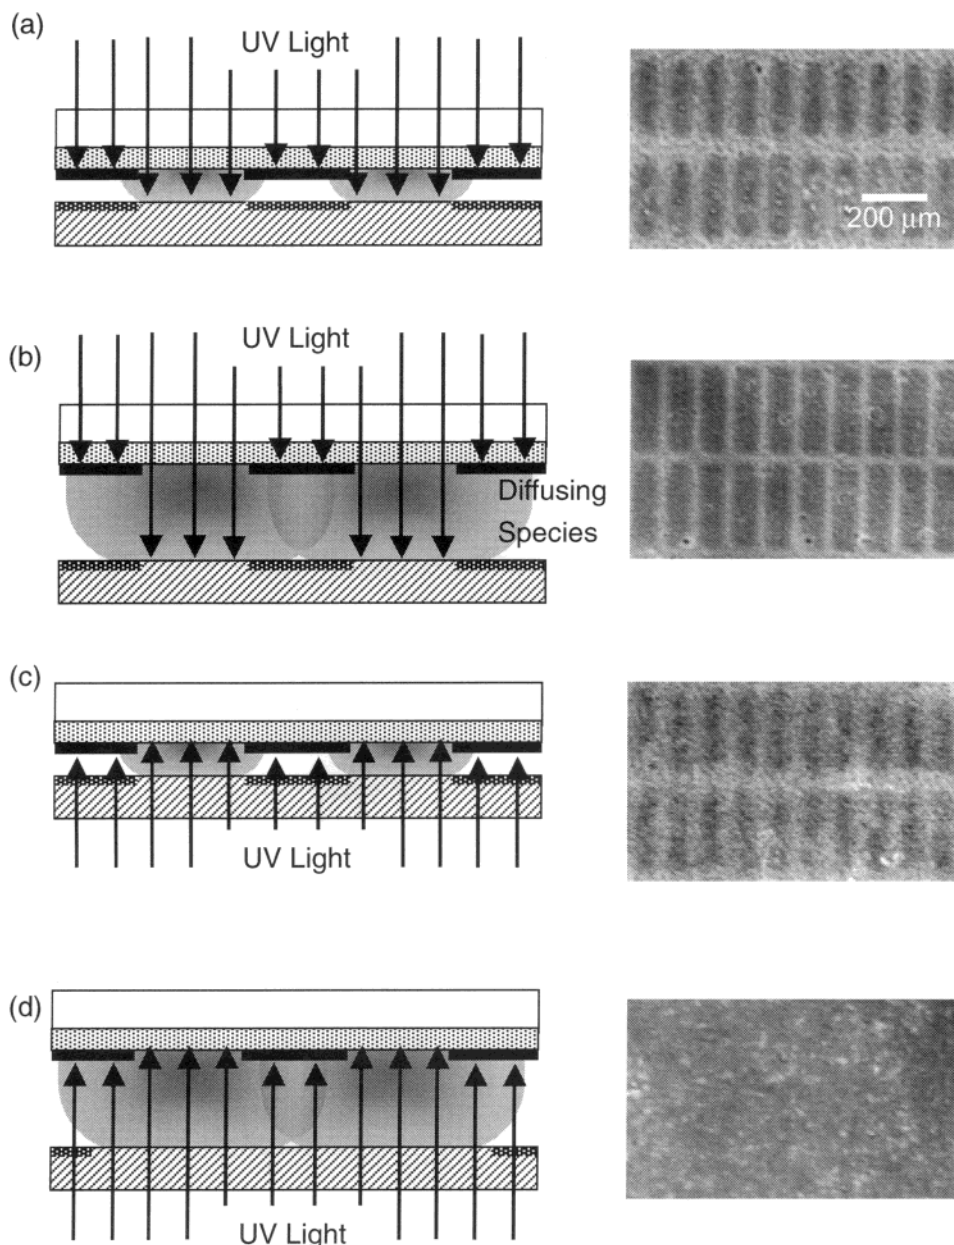 (a)
UV Light
200 μm
(b)
UV Light
Diffusing
Species
(c)
UV Light
(d)
UV Light